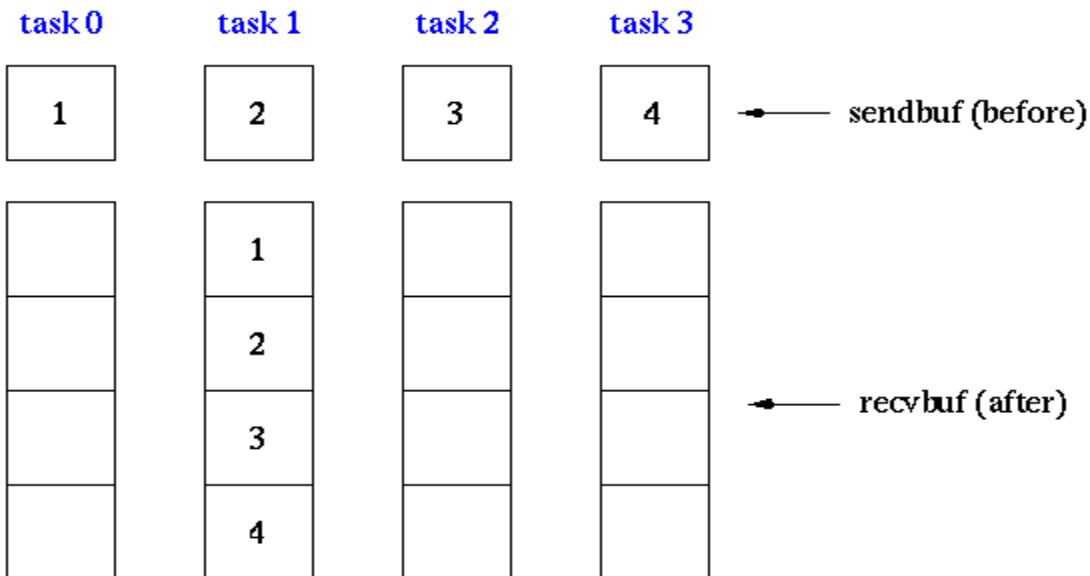 task 0 task 1 task 2 task 3
1 2 3 4 sendbuf (before)
1
2
3
recvbuf (after)
4